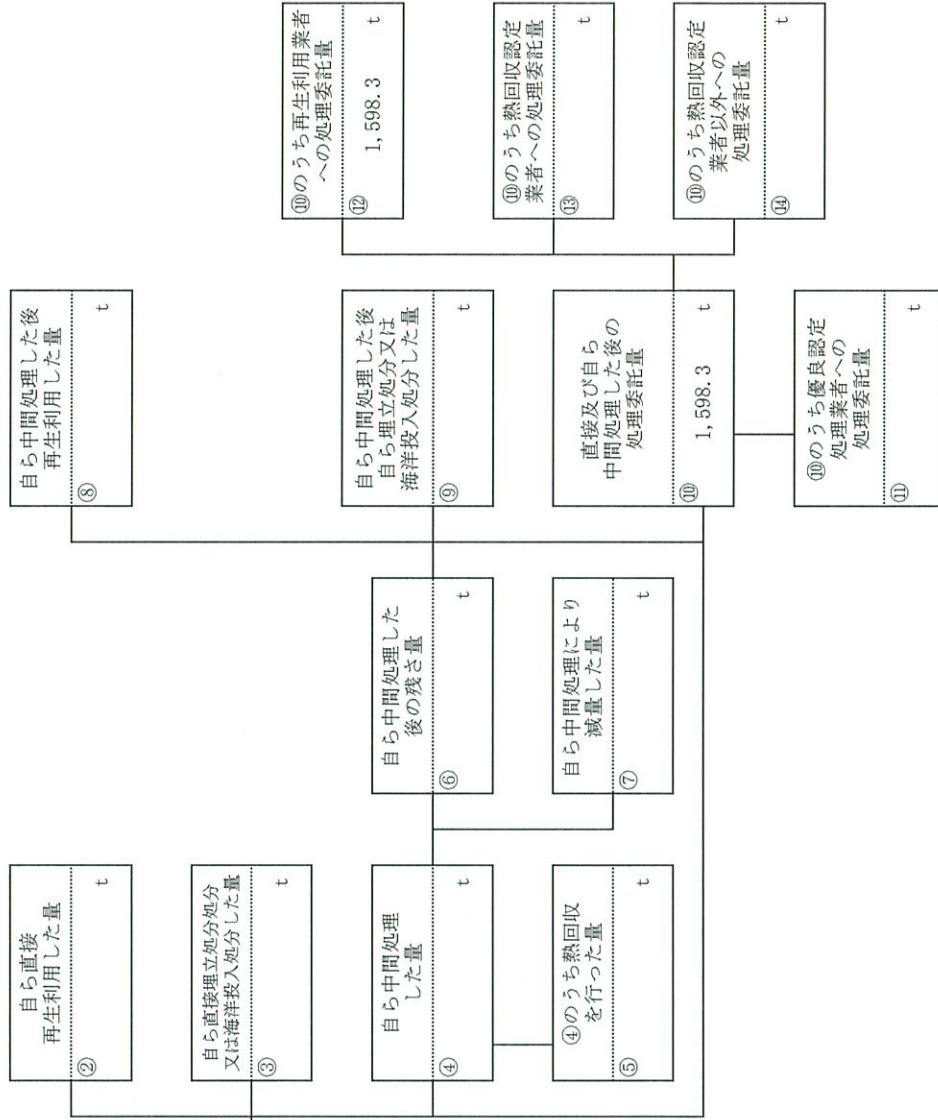 自ら直接
再生利用した量
②
t
自ら直接埋立処分処分
又は海洋投入処分した量
③
t
自ら中間処理
した量
④
t
④のうち熱回収
を行った量
⑤
t
自ら中間処理した
後の残さ量
⑥
t
自ら中間処理により
減量した量
⑦
t
自ら中間処理した後
再生利用した量
⑧
t
自ら中間処理した後
自ら埋立処分又は
海洋投入処分した量
⑨
t
直接及び自ら
中間処理した後の
処理委託量
⑩
1,598.3 t
⑩のうち優良認定
処理業者への
処理委託量
⑪
t
⑩のうち再生利用業者
への処理委託量
⑫
1,598.3 t
⑩のうち熱回収認定
業者への処理委託量
⑬
t
⑩のうち熱回収認定
業者以外への
処理委託量
⑭
t